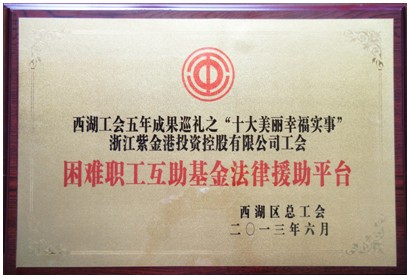 西湖工会五年成果巡礼之“十大美丽幸福实事”
浙江紫金港投资控股有限公司工会
困难职工互助基金法律援助平台
西湖区总工会
二〇一三年六月